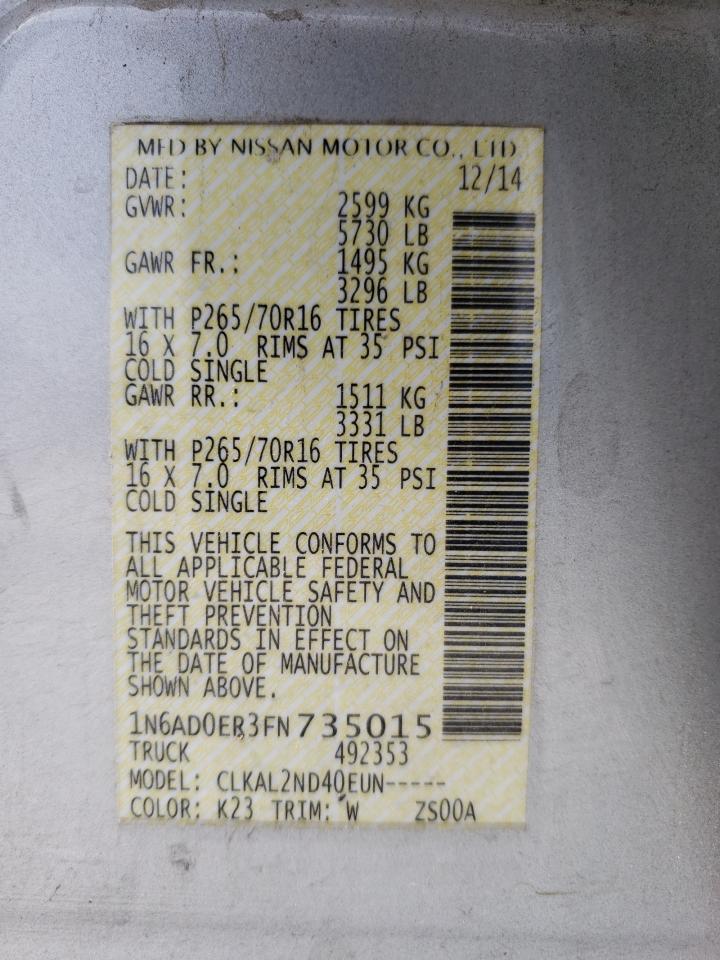 MFD BY NISSAN MOTOR CO., LTD.
DATE: 12/14
GVWR: 2599 KG
5730 LB
GAWR FR.: 1495 KG
3296 LB
WITH P265/70R16 TIRES
16 X 7.0 RIMS AT 35 PSI
COLD SINGLE
GAWR RR.: 1511 KG
3331 LB
WITH P265/70R16 TIRES
16 X 7.0 RIMS AT 35 PSI
COLD SINGLE
THIS VEHICLE CONFORMS TO
ALL APPLICABLE FEDERAL
MOTOR VEHICLE SAFETY AND
THEFT PREVENTION
STANDARDS IN EFFECT ON
THE DATE OF MANUFACTURE
SHOWN ABOVE.
1N6AD0ER3FN735015
TRUCK 492353
MODEL: CLKAL2ND40EUN-----
COLOR: K23 TRIM: W ZS00A